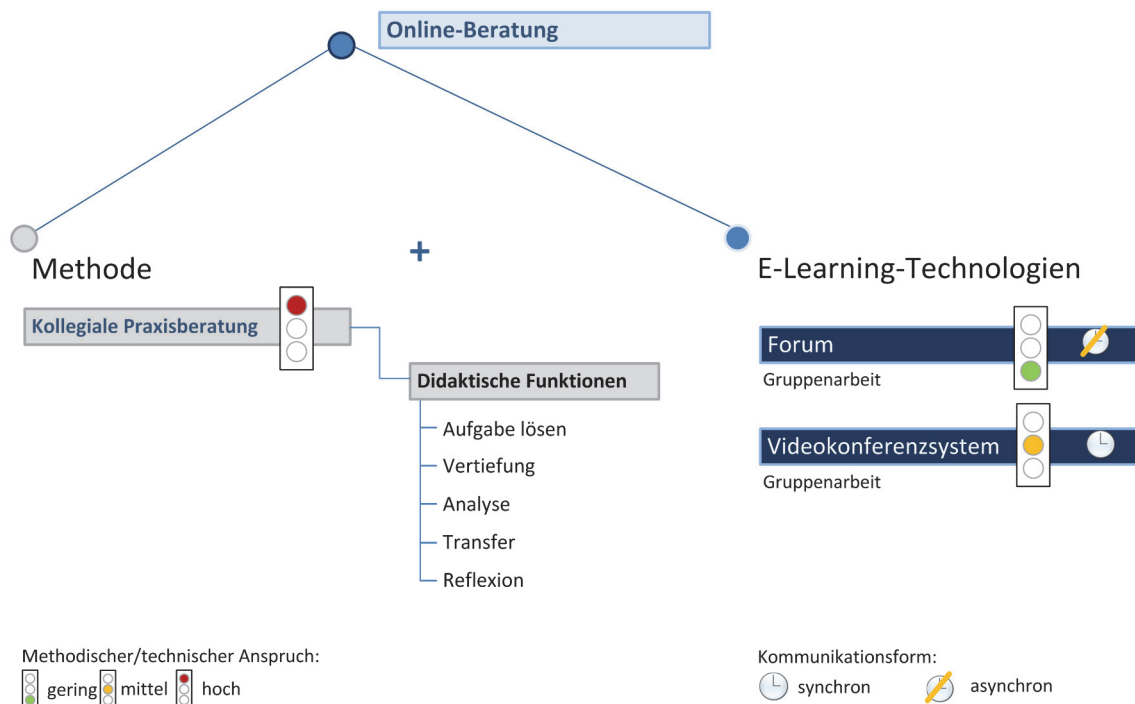 Online-Beratung
+
Methode
Kollegiale Praxisberatung
Didaktische Funktionen
Aufgabe lösen
Vertiefung
Analyse
Transfer
Reflexion
E-Learning-Technologien
Forum
Gruppenarbeit
Videokonferenzsystem
Gruppenarbeit
Methodischer/technischer Anspruch:
gering mittel hoch
Kommunikationsform:
synchron asynchron